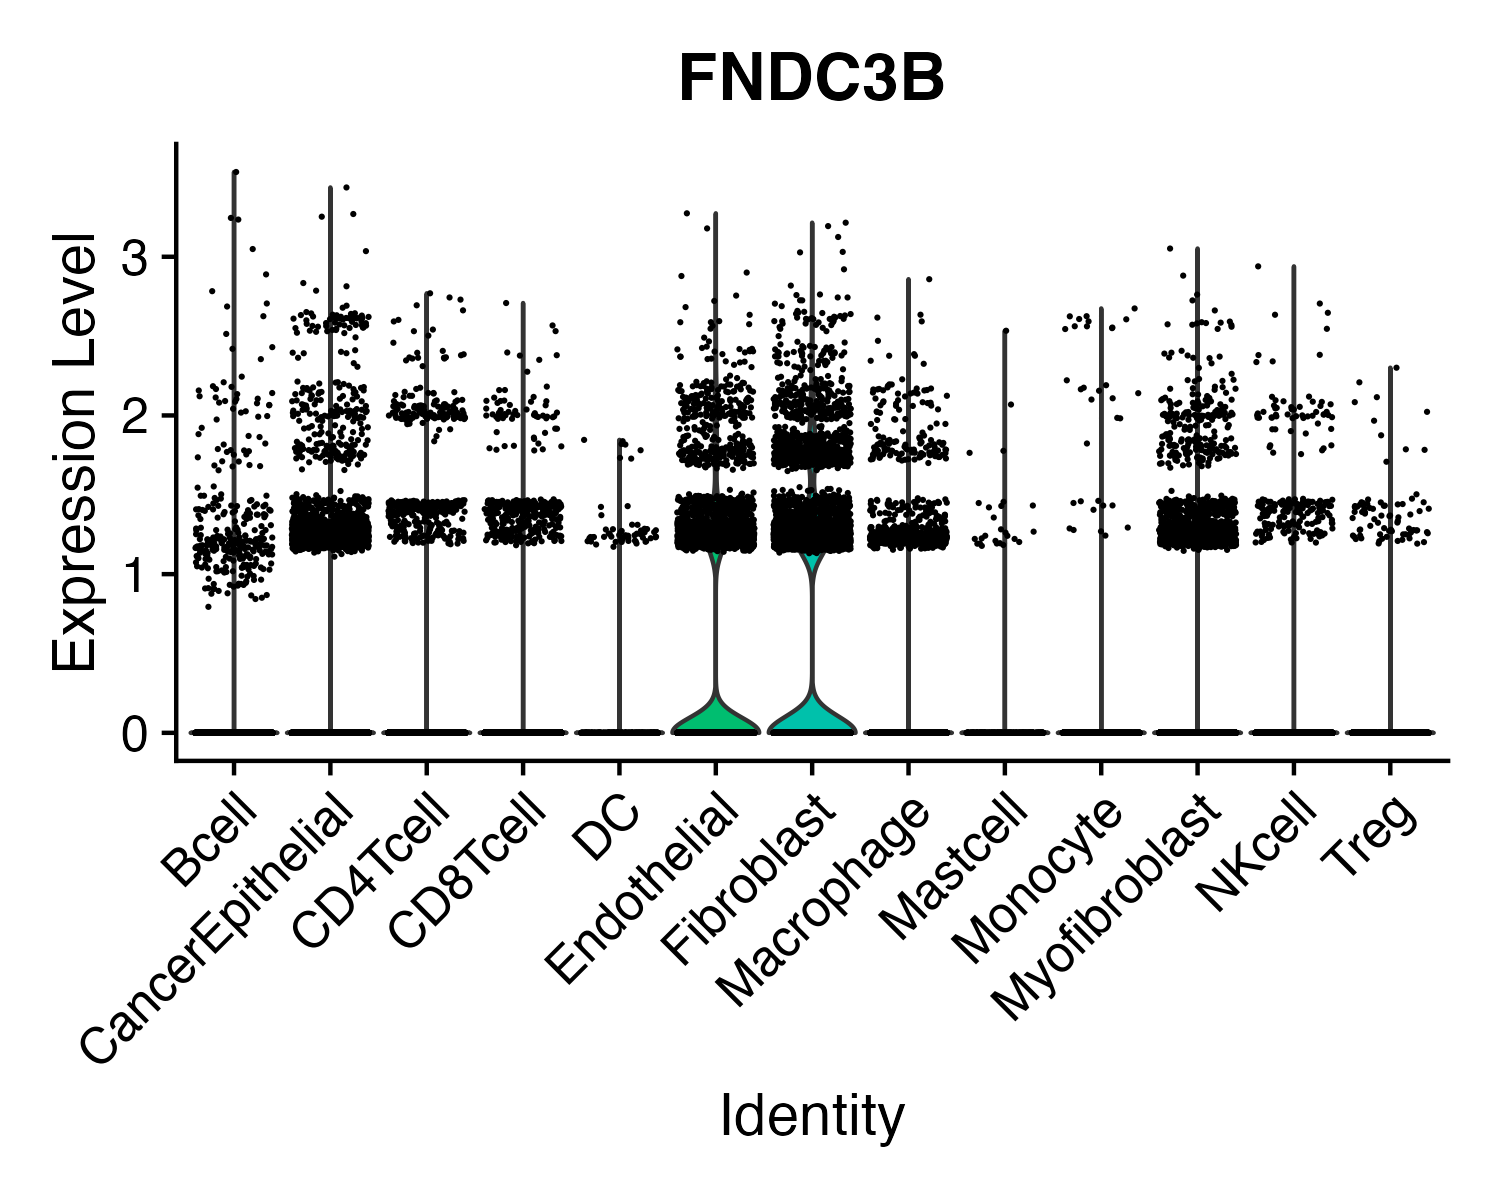 FNDC3B
Expression Level
3
2
1
0
Bcell
CancerEpithelial
CD4Tcell
CD8Tcell
DC
Endothelial
Fibroblast
Macrophage
Mastcell
Monocyte
Myofibroblast
NKcell
Treg
Identity